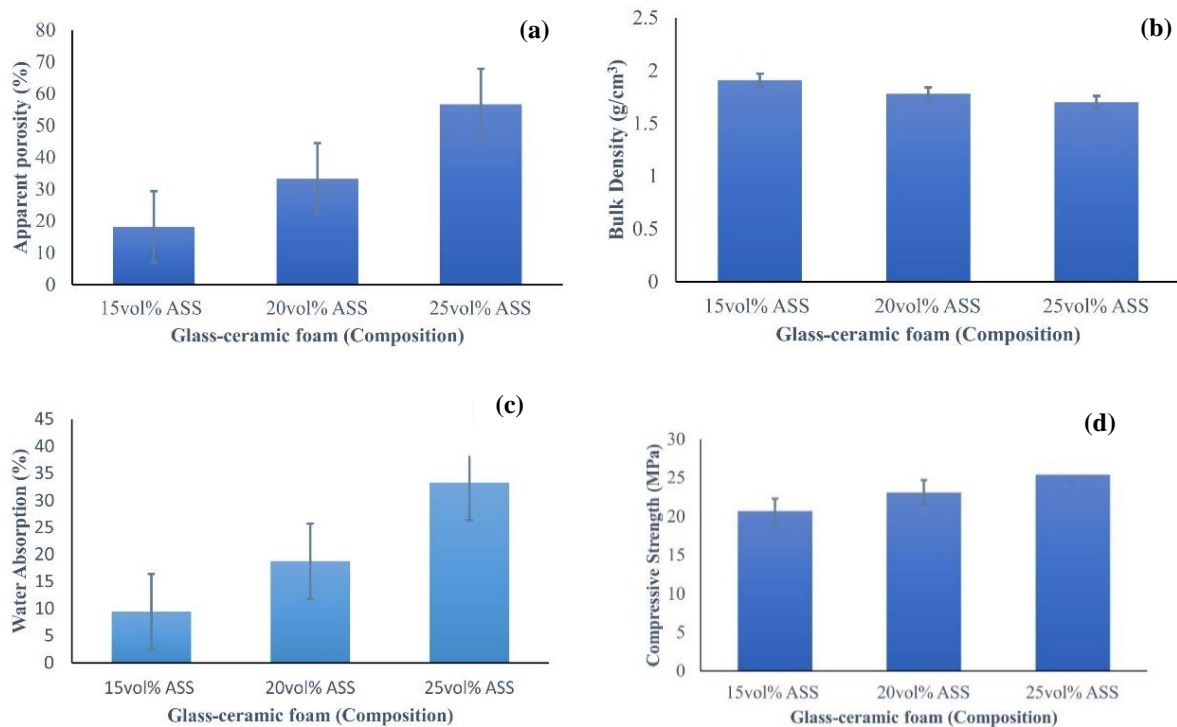 (a)
Apparent porosity (%)
80
70
60
50
40
30
20
10
0
15vol% ASS 20vol% ASS 25vol% ASS
Glass-ceramic foam (Composition)
(b)
Bulk Density (g/cm³)
2.5
2
1.5
1
0.5
0
15vol% ASS 20vol% ASS 25vol% ASS
Glass-ceramic foam (Composition)
(c)
Water Absorption (%)
45
40
35
30
25
20
15
10
5
0
15vol% ASS 20vol% ASS 25vol% ASS
Glass-ceramic foam (Composition)
(d)
Compressive Strength (MPa)
30
25
20
15
10
5
0
15vol% ASS 20vol% ASS 25vol% ASS
Glass-ceramic foam (Composition)